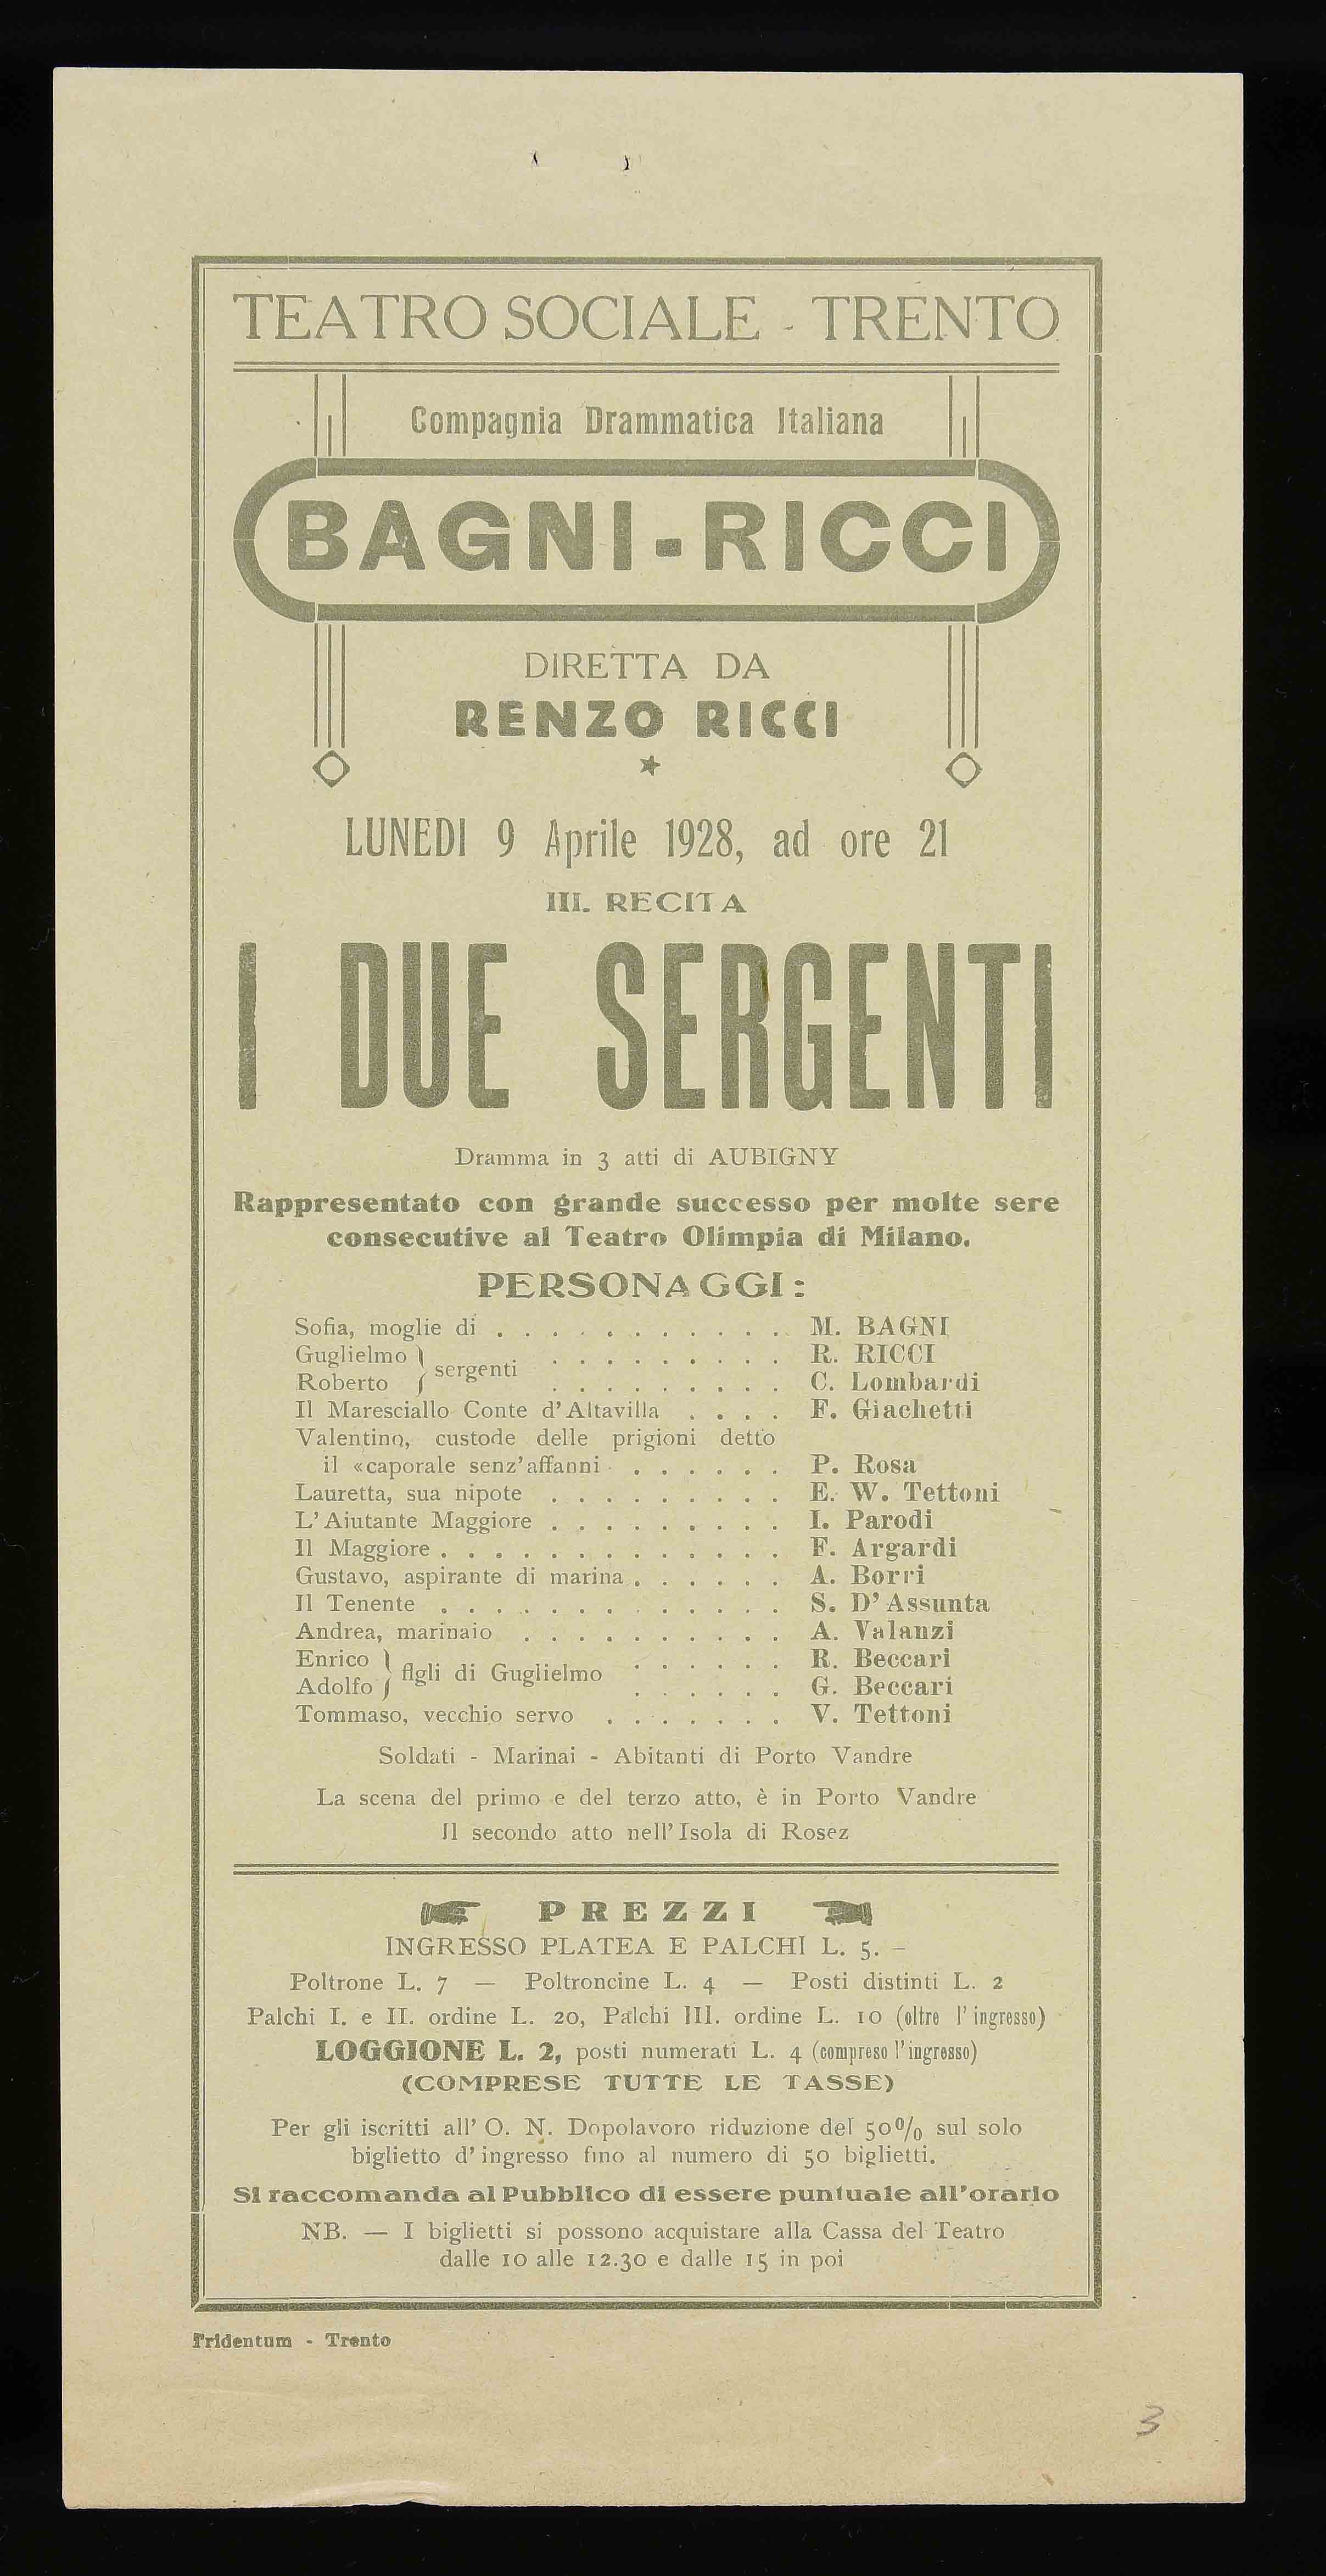 TEATRO SOCIALE - TRENTO
Compagnia Drammatica Italiana
BAGNI-RICCI
DIRETTA DA
RENZO RICCI
LUNEDI 9 Aprile 1928, ad ore 21
III. RECITA
I DUE SERGENTI
Dramma in 3 atti di AUBIGNY
Rappresentato con grande successo per molte sere
consecutive al Teatro Olimpia di Milano.
PERSONAGGI:
Sofia, moglie di . . . . . . . . . . . M. BAGNI
Guglielmo } sergenti . . . . . . . . . R. RICCI
Roberto } . . . . . . . . . C. Lombardi
Il Maresciallo Conte d'Altavilla . . . . F. Giachetti
Valentino, custode delle prigioni detto
il «caporale senz'affanni . . . . . . P. Rosa
Lauretta, sua nipote . . . . . . . . . E. W. Tettoni
L'Aiutante Maggiore . . . . . . . . . I. Parodi
Il Maggiore . . . . . . . . . . . . . F. Argardi
Gustavo, aspirante di marina . . . . . . A. Borri
Il Tenente . . . . . . . . . . . . . S. D'Assunta
Andrea, marinaio . . . . . . . . . . A. Valanzi
Enrico } figli di Guglielmo . . . . . . R. Beccari
Adolfo } . . . . . . G. Beccari
Tommaso, vecchio servo . . . . . . . V. Tettoni
Soldati - Marinai - Abitanti di Porto Vandre
La scena del primo e del terzo atto, è in Porto Vandre
Il secondo atto nell'Isola di Rosez
PREZZI
INGRESSO PLATEA E PALCHI L. 5. –
Poltrone L. 7 — Poltroncine L. 4 — Posti distinti L. 2
Palchi I. e II. ordine L. 20, Palchi III. ordine L. 10 (oltre l'ingresso)
LOGGIONE L. 2, posti numerati L. 4 (compreso l'ingresso)
(COMPRESE TUTTE LE TASSE)
Per gli iscritti all'O. N. Dopolavoro riduzione del 50% sul solo
biglietto d'ingresso fino al numero di 50 biglietti.
Si raccomanda al Pubblico di essere puntuale all'orario
NB. — I biglietti si possono acquistare alla Cassa del Teatro
dalle 10 alle 12.30 e dalle 15 in poi
Tridentum - Trento
3